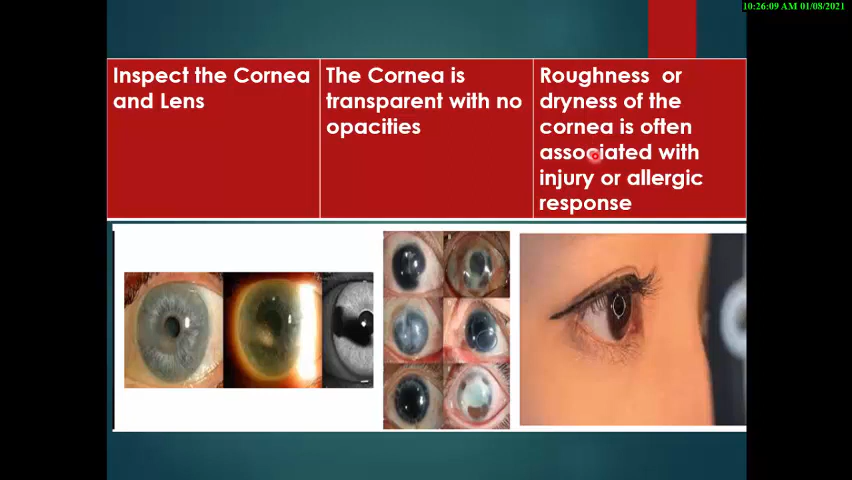 10:26:09 AM 01/08/2021
Inspect the Cornea
and Lens
The Cornea is
transparent with no
opacities
Roughness or
dryness of the
cornea is often
associated with
injury or allergic
response